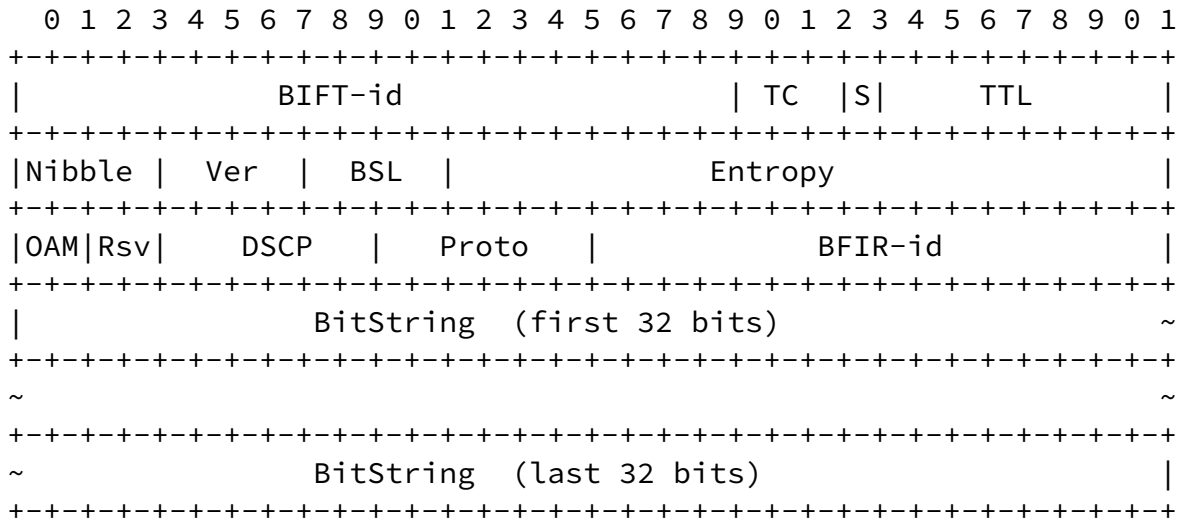 0 1 2 3 4 5 6 7 8 9 0 1 2 3 4 5 6 7 8 9 0 1 2 3 4 5 6 7 8 9 0 1
+-+-+-+-+-+-+-+-+-+-+-+-+-+-+-+-+-+-+-+-+-+-+-+-+-+-+-+-+-+-+-+-+
|              BIFT-id                  | TC  |S|     TTL       |
+-+-+-+-+-+-+-+-+-+-+-+-+-+-+-+-+-+-+-+-+-+-+-+-+-+-+-+-+-+-+-+-+
|Nibble |  Ver  |  BSL  |              Entropy                  |
+-+-+-+-+-+-+-+-+-+-+-+-+-+-+-+-+-+-+-+-+-+-+-+-+-+-+-+-+-+-+-+-+
|OAM|Rsv|    DSCP   |   Proto   |            BFIR-id            |
+-+-+-+-+-+-+-+-+-+-+-+-+-+-+-+-+-+-+-+-+-+-+-+-+-+-+-+-+-+-+-+-+
|                BitString  (first 32 bits)                     ~
+-+-+-+-+-+-+-+-+-+-+-+-+-+-+-+-+-+-+-+-+-+-+-+-+-+-+-+-+-+-+-+-+
~                                                               ~
+-+-+-+-+-+-+-+-+-+-+-+-+-+-+-+-+-+-+-+-+-+-+-+-+-+-+-+-+-+-+-+-+
~                BitString  (last 32 bits)                      |
+-+-+-+-+-+-+-+-+-+-+-+-+-+-+-+-+-+-+-+-+-+-+-+-+-+-+-+-+-+-+-+-+